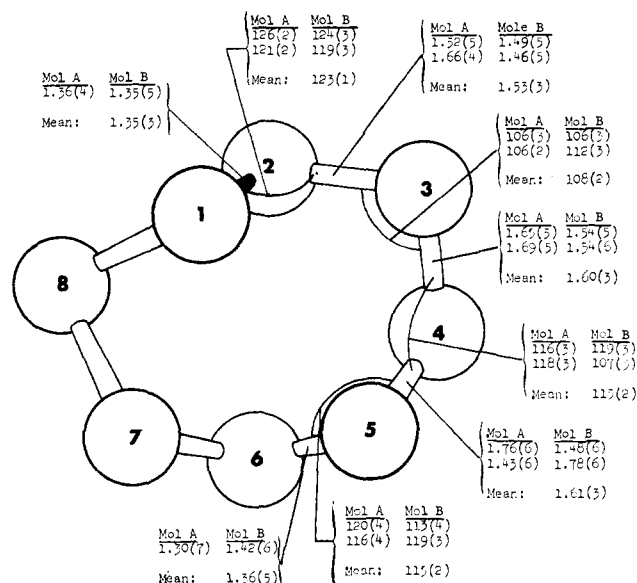 Mol A Mol B
126(2) 124(3)
121(2) 119(3)
Mean: 123(1)
Mol A Mole B
1.52(5) 1.49(5)
1.66(4) 1.46(5)
Mean: 1.53(3)
Mol A Mol B
1.36(4) 1.35(5)
Mean: 1.35(3)
Mol A Mol B
106(3) 106(3)
106(2) 112(3)
Mean: 108(2)
2
3
1
Mol A Mol B
1.65(5) 1.54(5)
1.69(5) 1.54(6)
Mean: 1.60(3)
8
4
Mol A Mol B
116(3) 119(3)
118(3)
Mean: 115(2)
7
6
5
Mol A Mol B
1.76(6) 1.48(6)
1.43(6) 1.78(6)
Mean: 1.61(3)
Mol A Mol B
120(4) 113(4)
116(4) 119(3)
Mean: 115(2)
Mol A Mol B
1.30(7) 1.42(6)
Mean: 1.36(5)